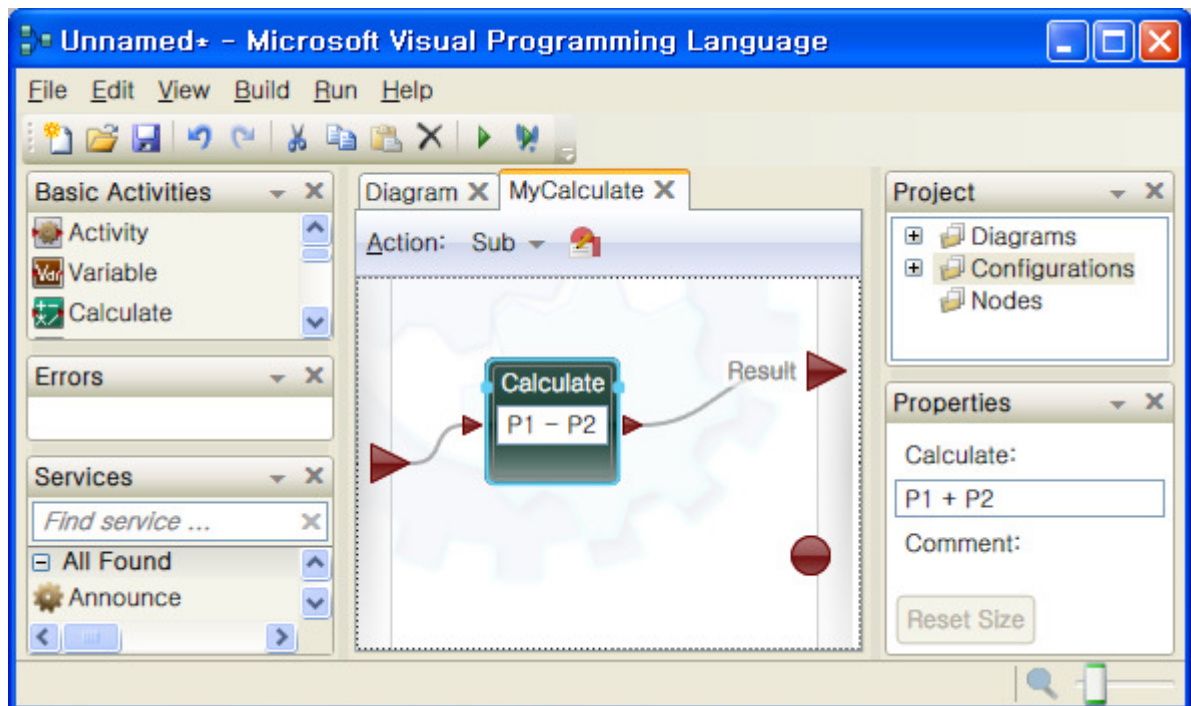 Unnamed* - Microsoft Visual Programming Language
File Edit View Build Run Help
Basic Activities
Activity
Var Variable
Calculate
Errors
Services
Find service ...
All Found
Announce
Diagram MyCalculate
Action: Sub
Calculate
P1 - P2
Result
Project
Diagrams
Configurations
Nodes
Properties
Calculate:
P1 + P2
Comment:
Reset Size